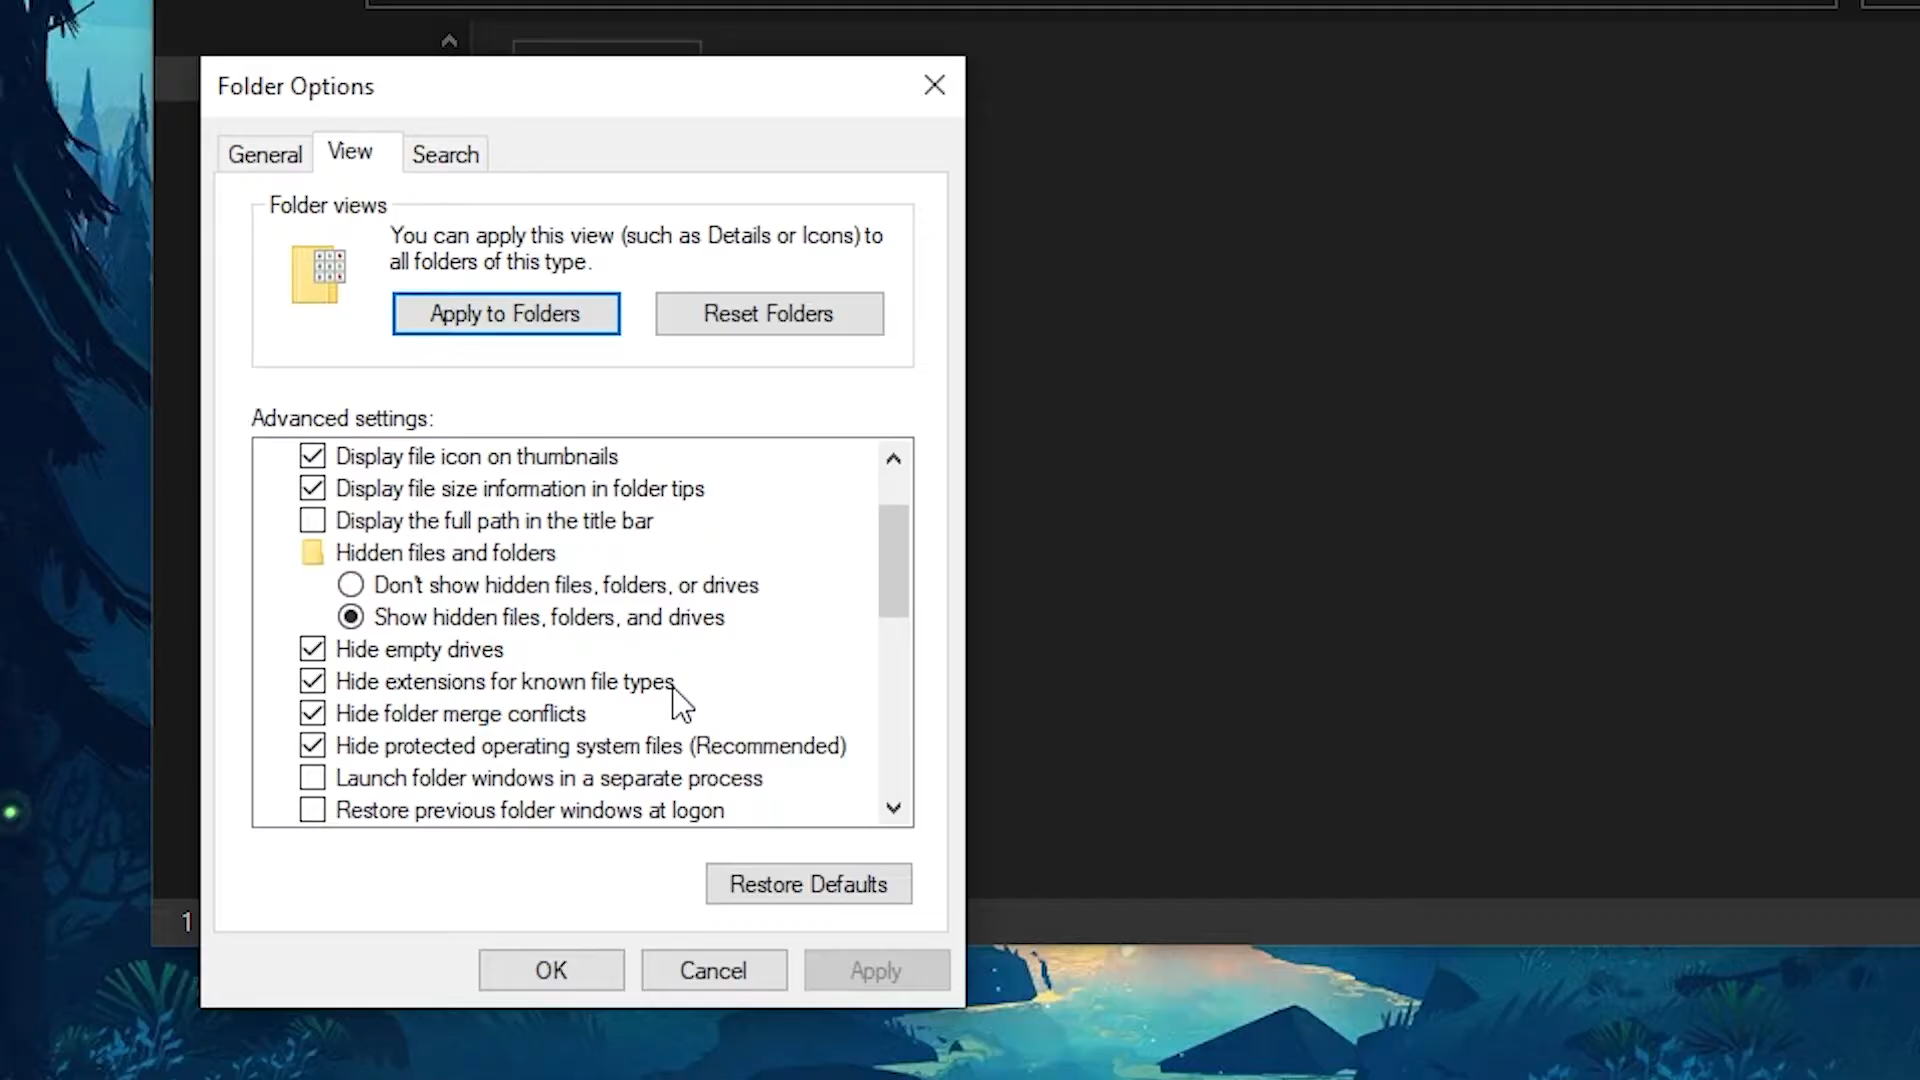 Folder Options
General
View
Search
Folder views
You can apply this view (such as Details or Icons) to
all folders of this type.
Apply to Folders
Reset Folders
Advanced settings:
Display file icon on thumbnails
Display file size information in folder tips
Display the full path in the title bar
Hidden files and folders
Don't show hidden files, folders, or drives
Show hidden files, folders, and drives
Hide empty drives
Hide extensions for known file types
Hide folder merge conflicts
Hide protected operating system files (Recommended)
Launch folder windows in a separate process
Restore previous folder windows at logon
Restore Defaults
1
OK
Cancel
Apply